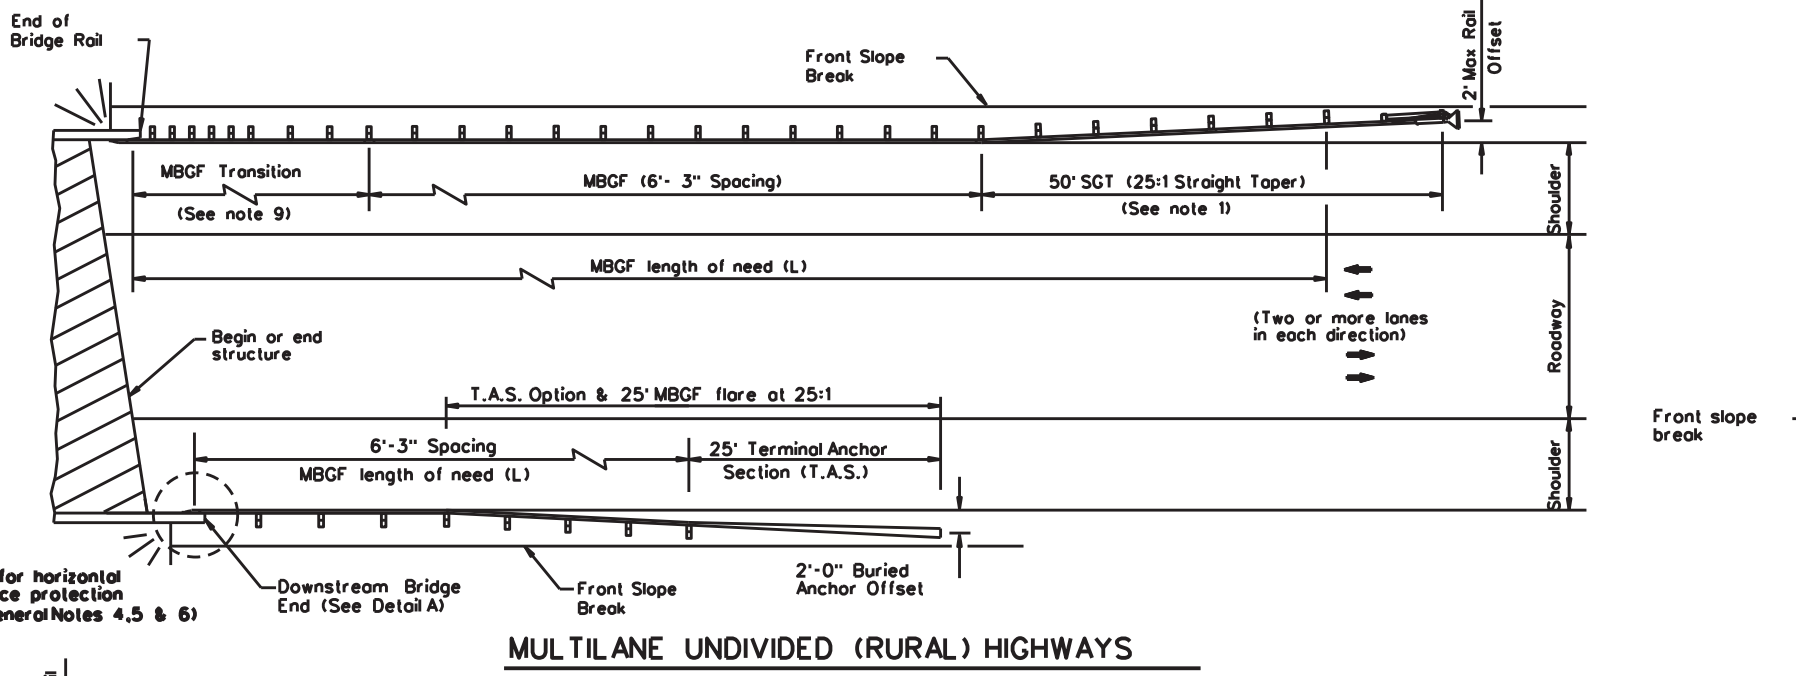 End of
Bridge Rail
Front Slope
Break
2' Max Rail
Offset
MBGF Transition
(See note 9)
MBGF (6'- 3" Spacing)
50' SGT (25:1 Straight Taper)
(See note 1)
Shoulder
MBGF length of need (L)
(Two or more lanes
in each direction)
Roadway
Begin or end
structure
T.A.S. Option & 25' MBGF flare at 25:1
Front slope
break
6'-3" Spacing
MBGF length of need (L)
25' Terminal Anchor
Section (T.A.S.)
Shoulder
for horizontal
ce protection
eneral Notes 4,5 & 6)
Downstream Bridge
End (See Detail A)
Front Slope
Break
2'-0" Buried
Anchor Offset
MULTILANE UNDIVIDED (RURAL) HIGHWAYS